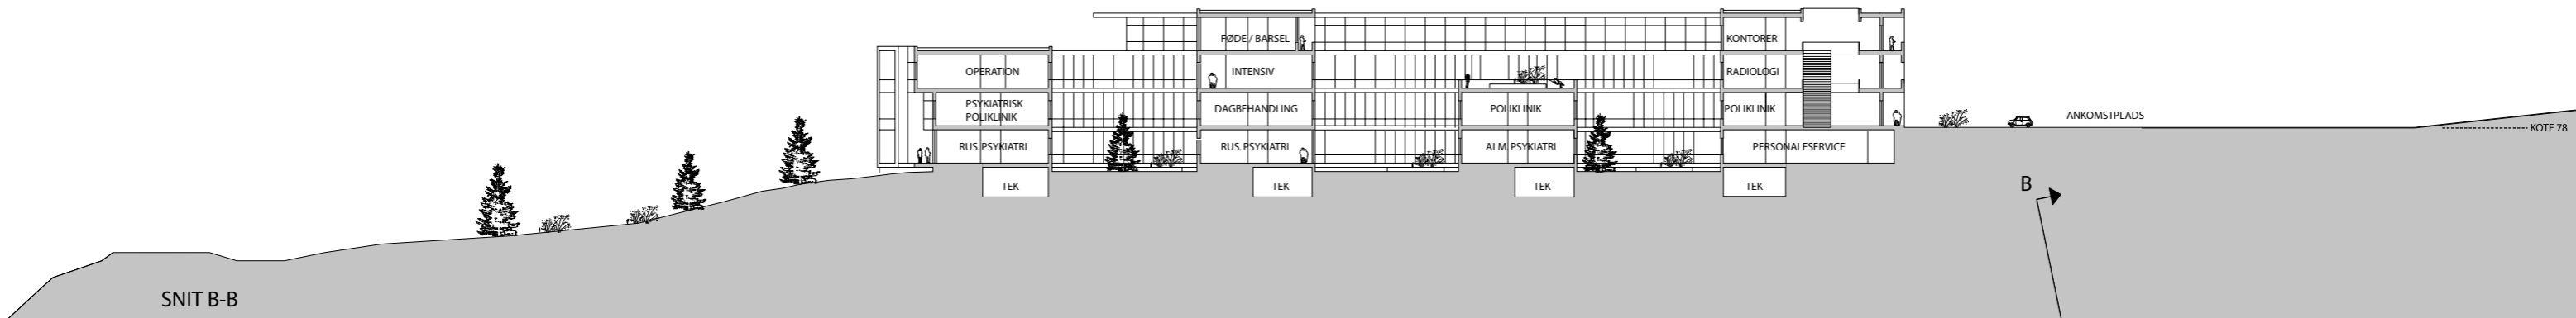 FØDE / BARSEL
KONTORER
OPERATION
INTENSIV
RADIOLOGI
PSYKIATRISK
POLIKLINIK
DAGBEHANDLING
POLIKLINIK
POLIKLINIK
ANKOMSTPLADS
KOTE 78
RUS. PSYKIATRI
RUS. PSYKIATRI
ALM. PSYKIATRI
PERSONALESERVICE
TEK
TEK
TEK
TEK
B
SNIT B-B